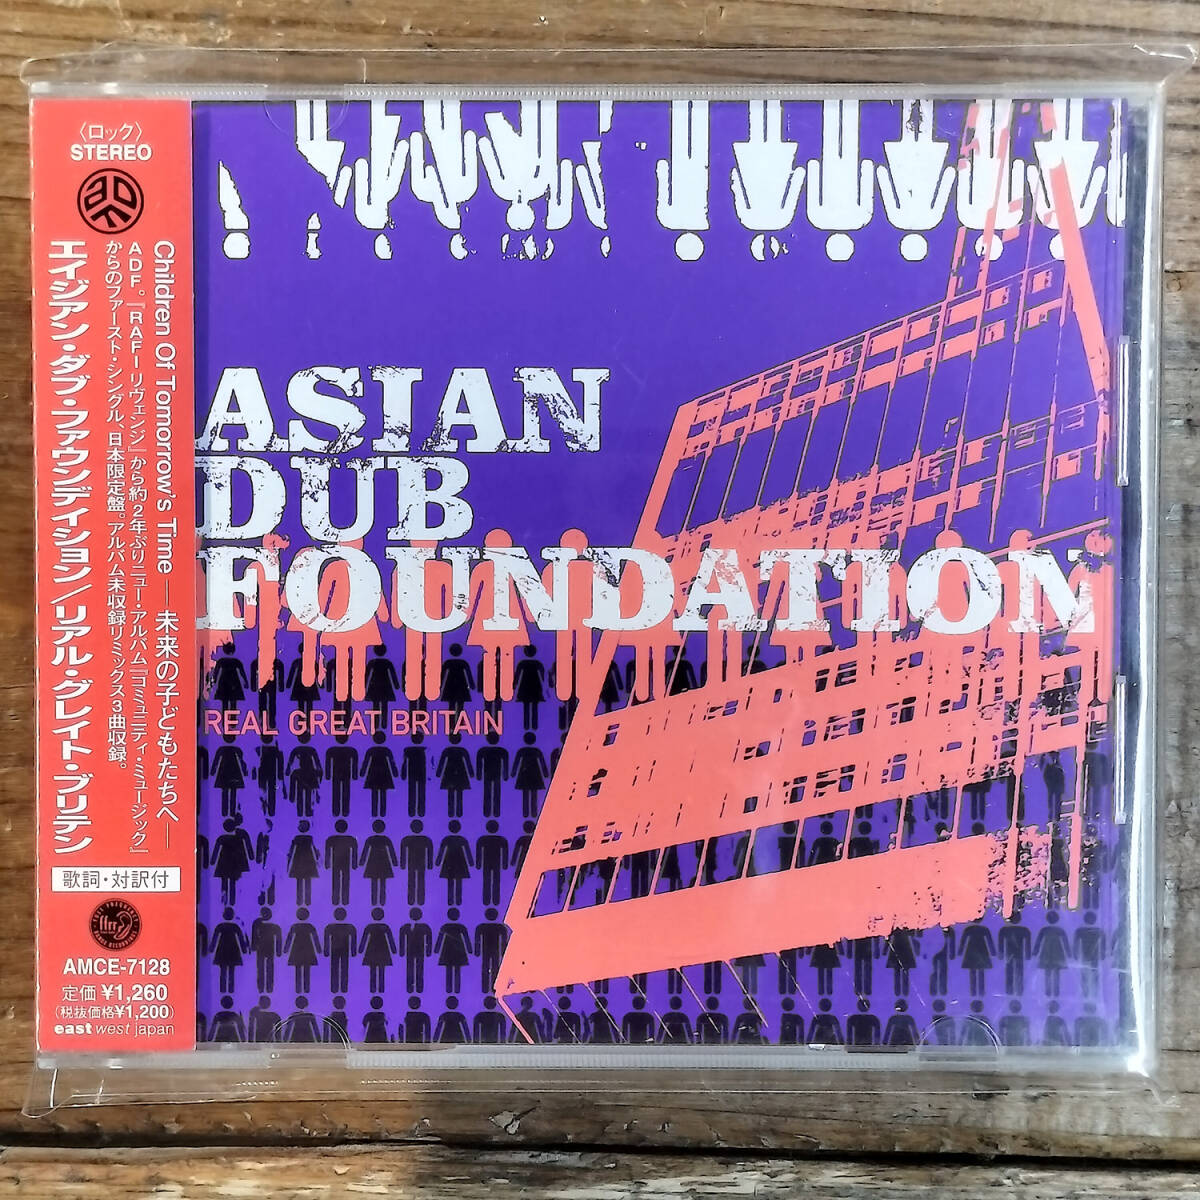 〈ロック〉
STEREO
Children Of Tomorrow's Time ── 未来の子どもたちへ ──
ADF。『RAFIーリヴェンジ』から約2年ぶりニュー・アルバム『コミュニティ・ミュージック』
からのファースト・シングル、日本限定盤。アルバム未収録リミックス3曲収録。
エイジアン・ダブ・ファウンデイション/リアル・グレイト・ブリテン
歌詞・対訳付
ffrr
AMCE-7128
定価 ¥1,260
(税抜価格¥1,200)
east west japan
ASIAN
DUB
FOUNDATION
REAL GREAT BRITAIN